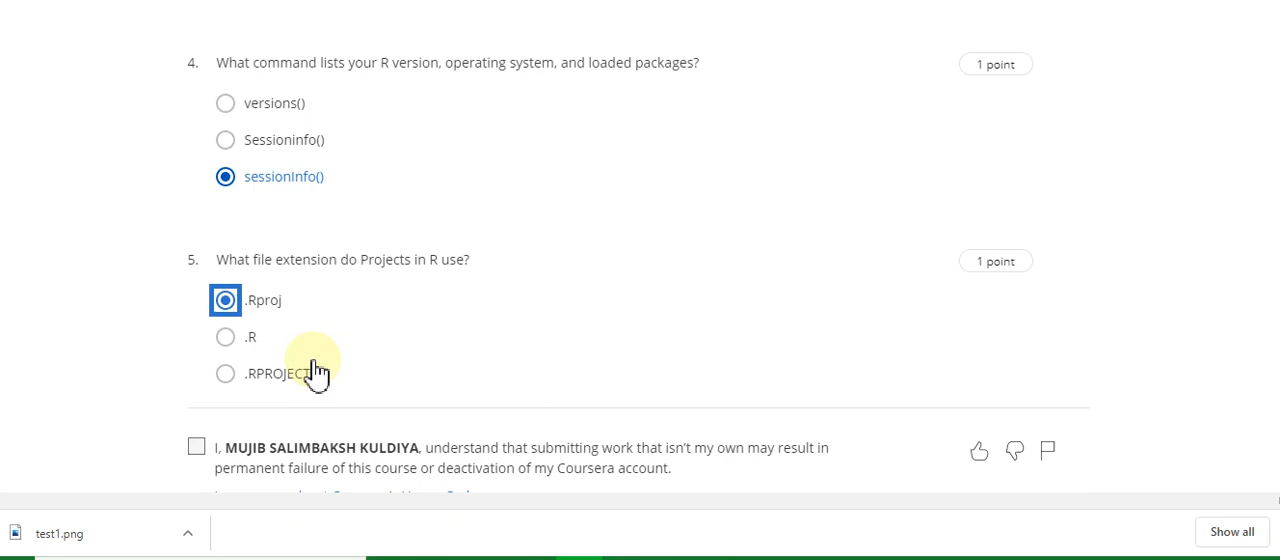 4. What command lists your R version, operating system, and loaded packages? 1 point
versions()
Sessioninfo()
sessionInfo()
5. What file extension do Projects in R use? 1 point
.Rproj
.R
.RPROJECT
I, MUJIB SALIMBAKSH KULDIYA, understand that submitting work that isn't my own may result in
permanent failure of this course or deactivation of my Coursera account.
test1.png
Show all